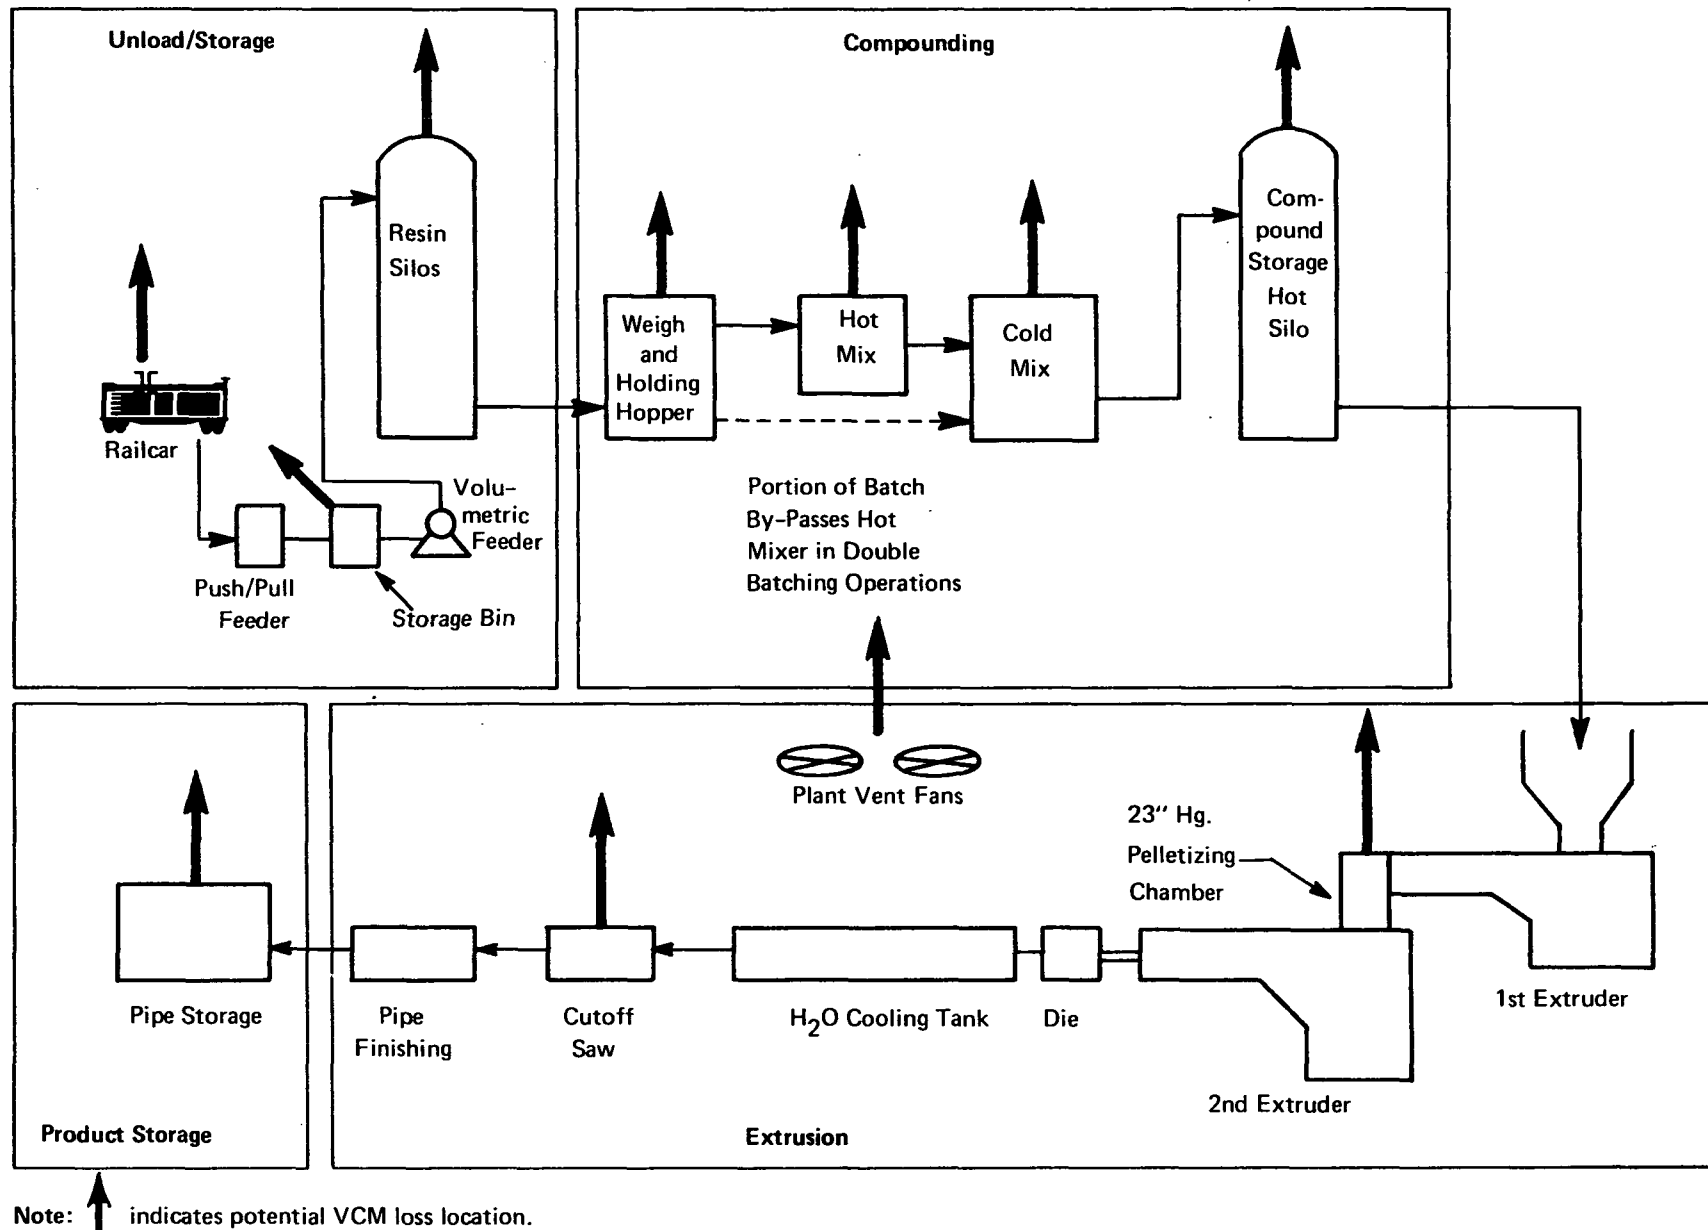 Unload/Storage
Resin
Silos
Railcar
Volu-
metric
Feeder
Push/Pull
Feeder
Storage Bin
Compounding
Weigh
and
Holding
Hopper
Hot
Mix
Cold
Mix
Com-
pound
Storage
Hot
Silo
Portion of Batch
By-Passes Hot
Mixer in Double
Batching Operations
Plant Vent Fans
23" Hg.
Pelletizing
Chamber
1st Extruder
2nd Extruder
Die
H2O Cooling Tank
Cutoff
Saw
Pipe
Finishing
Extrusion
Pipe Storage
Product Storage
Note: indicates potential VCM loss location.